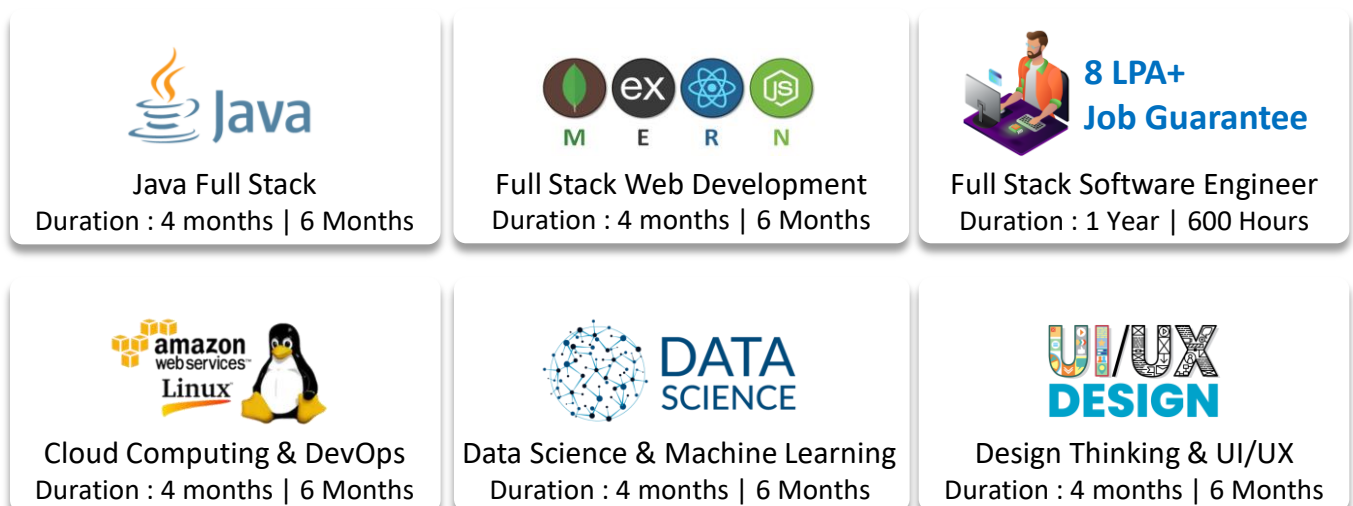 Java
Java Full Stack
Duration : 4 months | 6 Months
ex JS
M E R N
Full Stack Web Development
Duration : 4 months | 6 Months
8 LPA+
Job Guarantee
Full Stack Software Engineer
Duration : 1 Year | 600 Hours
amazon
webservices™
Linux
Cloud Computing & DevOps
Duration : 4 months | 6 Months
DATA
SCIENCE
Data Science & Machine Learning
Duration : 4 months | 6 Months
UI/UX
DESIGN
Design Thinking & UI/UX
Duration : 4 months | 6 Months